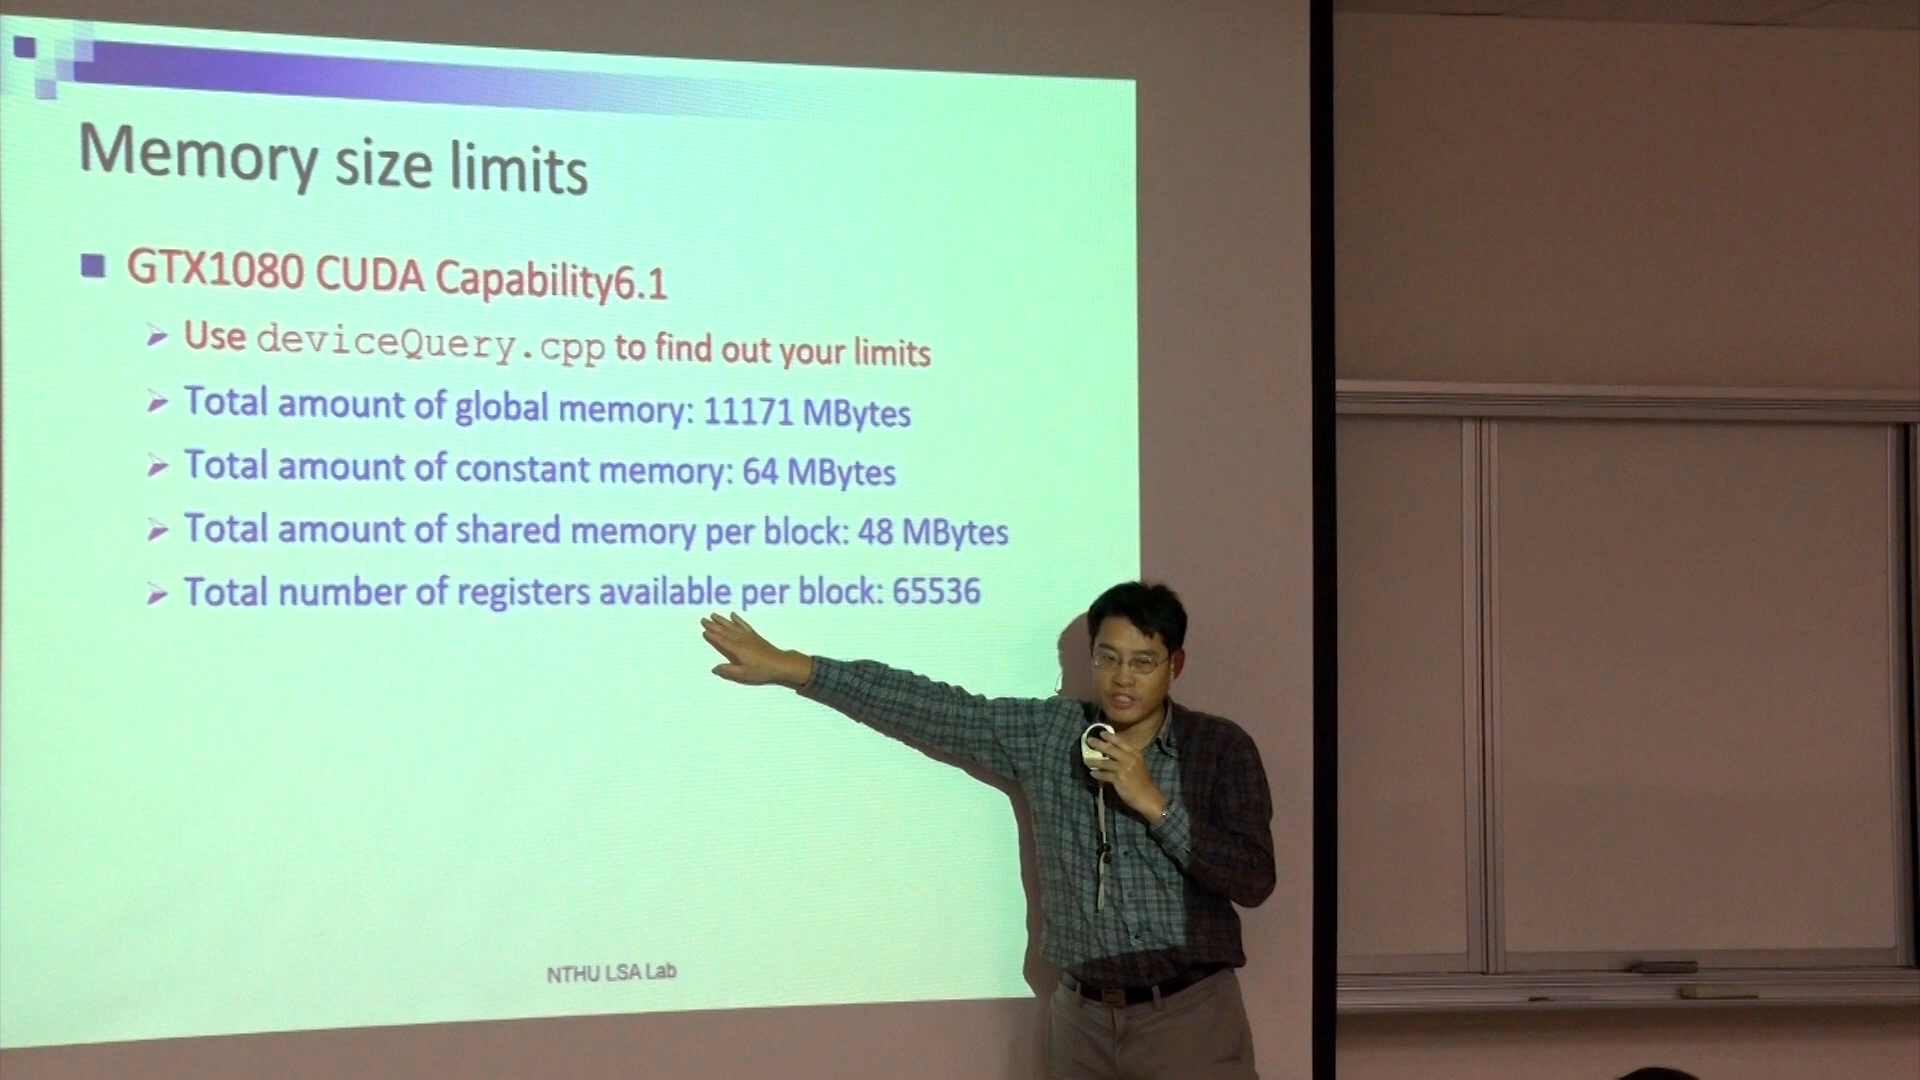 Memory size limits
GTX1080 CUDA Capability6.1
Use deviceQuery.cpp to find out your limits
Total amount of global memory: 11171 MBytes
Total amount of constant memory: 64 MBytes
Total amount of shared memory per block: 48 MBytes
Total number of registers available per block: 65536
NTHU LSA Lab